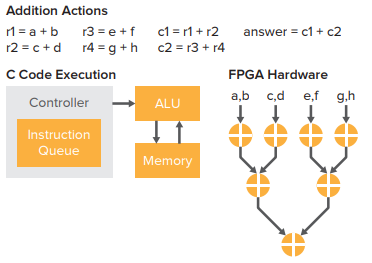 Addition Actions
r1 = a + b r3 = e + f c1 = r1 + r2 answer = c1 + c2
r2 = c + d r4 = g + h c2 = r3 + r4
C Code Execution
FPGA Hardware
Controller
Instruction
Queue
ALU
Memory
a,b c,d e,f g,h